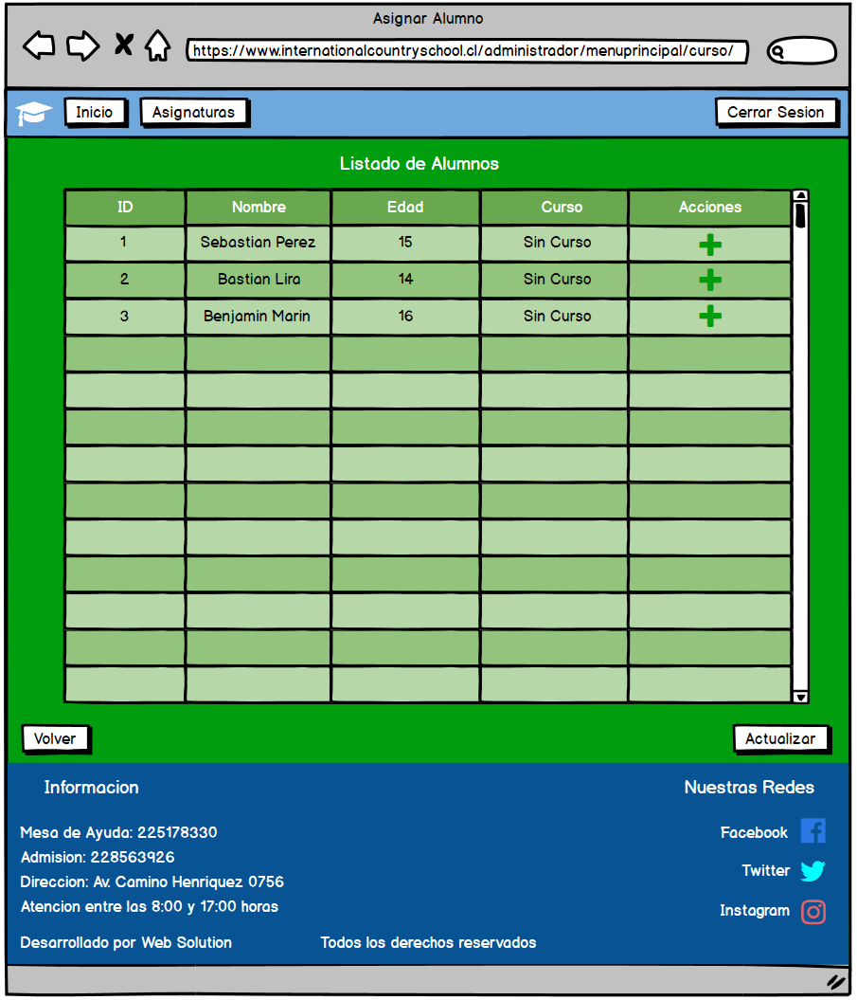 Asignar Alumno
https://www.internationalcountryschool.cl/administrador/menuprincipal/curso/
Inicio Asignaturas Cerrar Sesion
Listado de Alumnos
ID Nombre Edad Curso Acciones
1 Sebastian Perez 15 Sin Curso
2 Bastian Lira 14 Sin Curso
3 Benjamin Marin 16 Sin Curso
Volver Actualizar
Informacion Nuestras Redes
Mesa de Ayuda: 225178330 Facebook
Admision: 228563926
Twitter
Direccion: Av. Camino Henriquez 0756
Atencion entre las 8:00 y 17:00 horas Instagram
Desarrollado por Web Solution Todos los derechos reservados